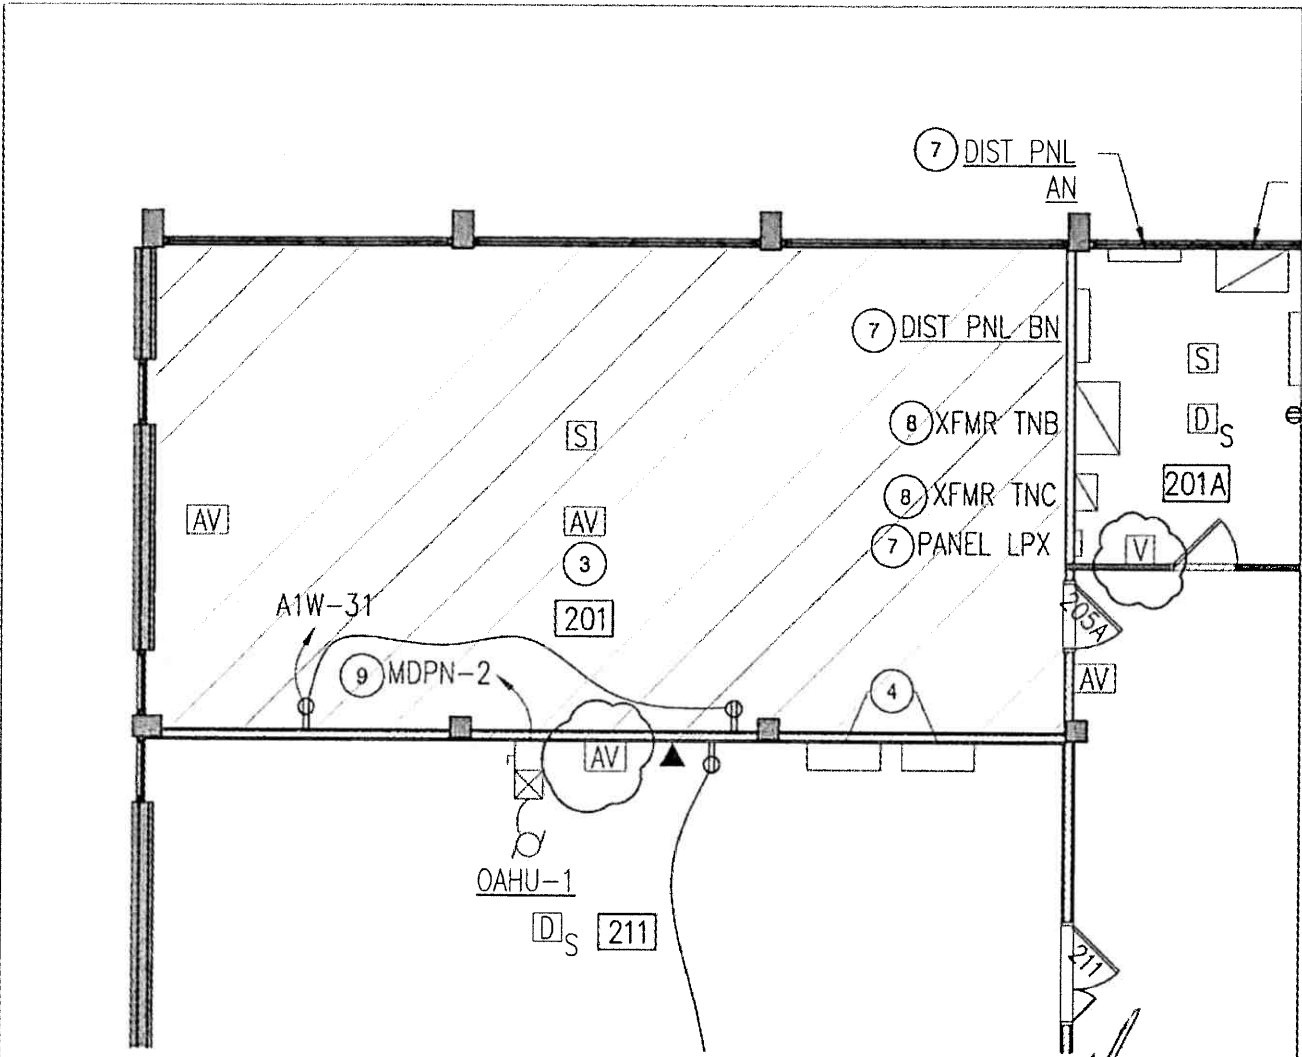 7 DIST PNL
AN
7 DIST PNL BN
S
8 XFMR TNB
D S
S
201A
8 XFMR TNC
AV
AV
7 PANEL LPX
V
3
A1W-31
201
205A
9 MDPN-2
4
AV
AV
OAHU-1
D S 211
211